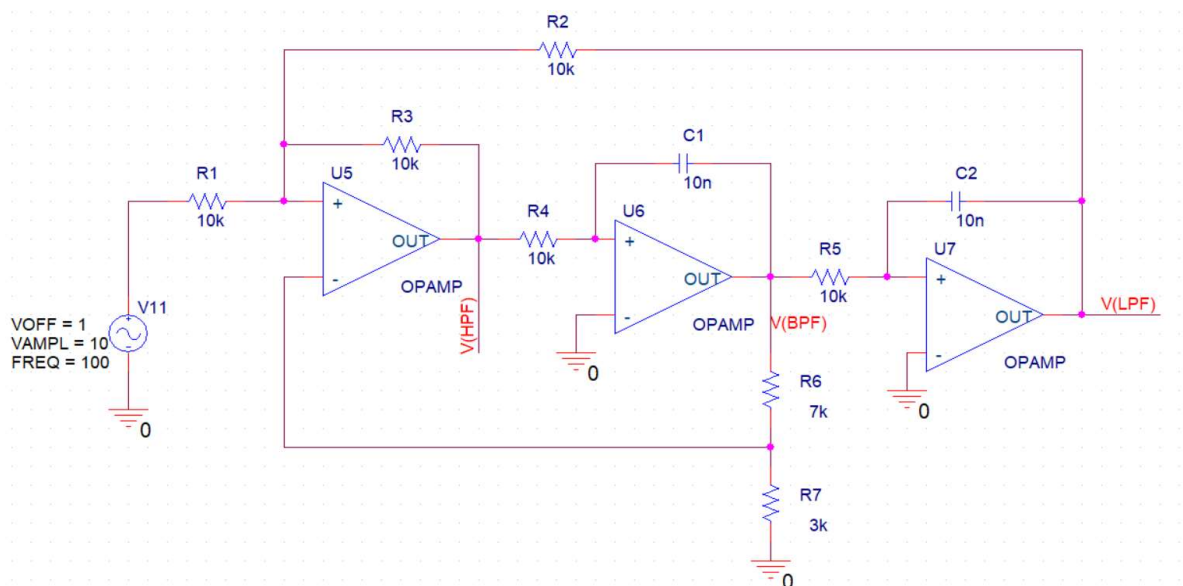 R2
10k
R3
10k
C1
10n
R1
10k
U5
+
-
OUT
OPAMP
R4
10k
U6
+
-
OUT
OPAMP
C2
10n
R5
10k
U7
+
-
OUT
OPAMP
V(HPF)
V(BPF)
V(LPF)
V11
+
-
VOFF = 1
VAMPL = 10
FREQ = 100
0
0
0
R6
7k
R7
3k
0